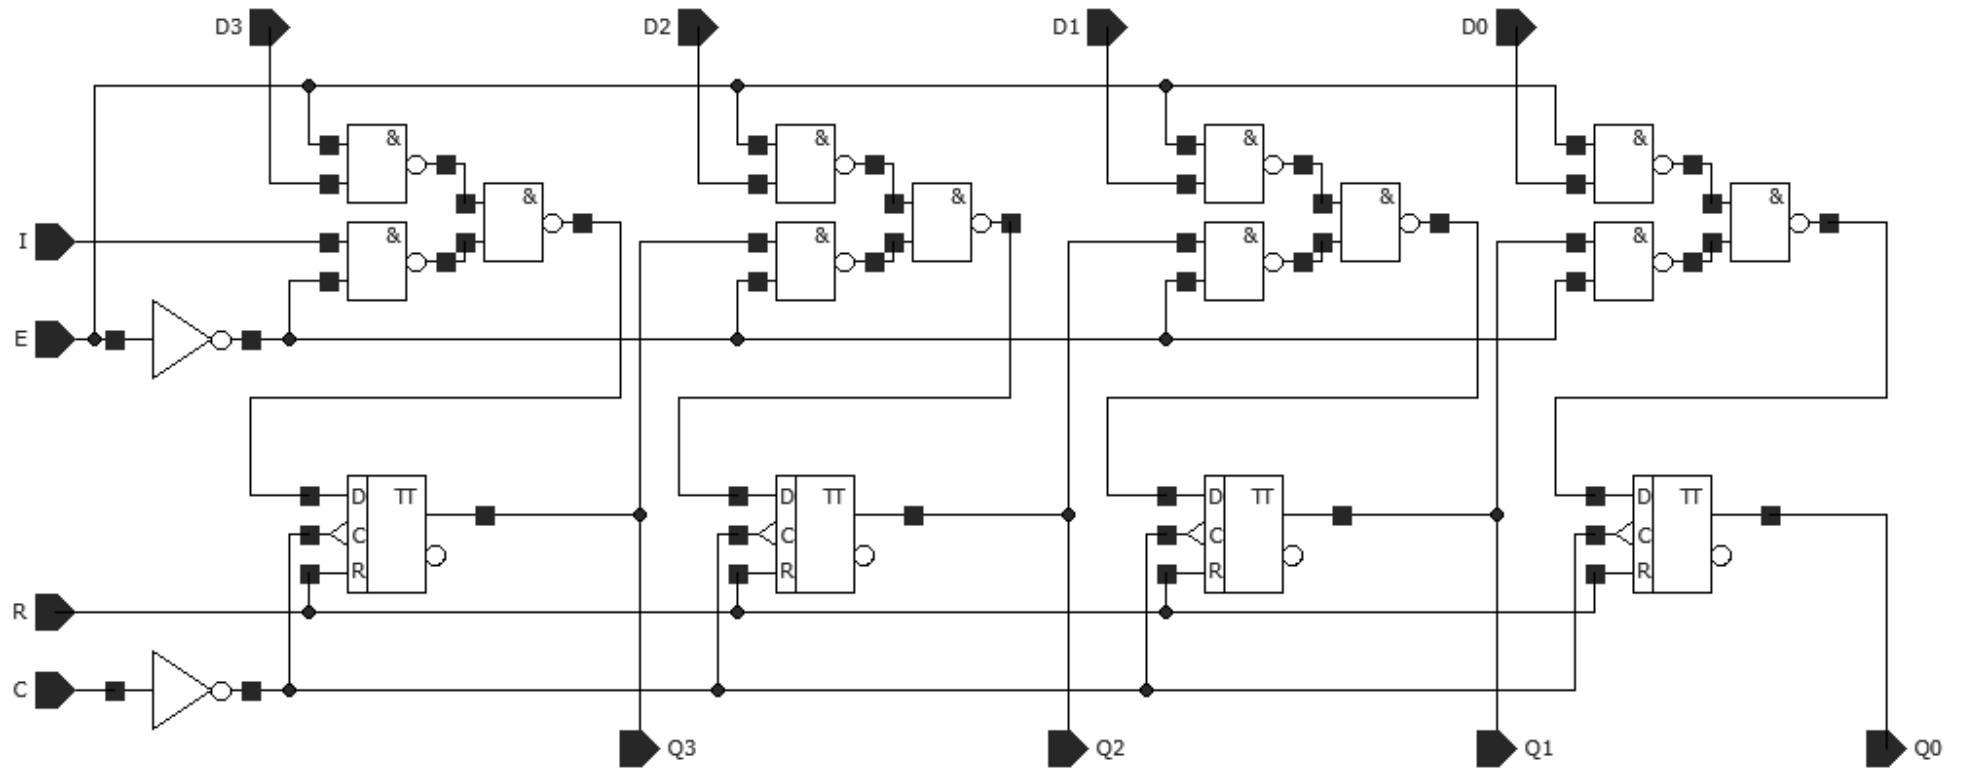 D3 D2 D1 D0
& & & &
& & & &
I & & & &
E
D TT D TT D TT D TT
C C C C
R R R R
R
C
Q3 Q2 Q1 Q0